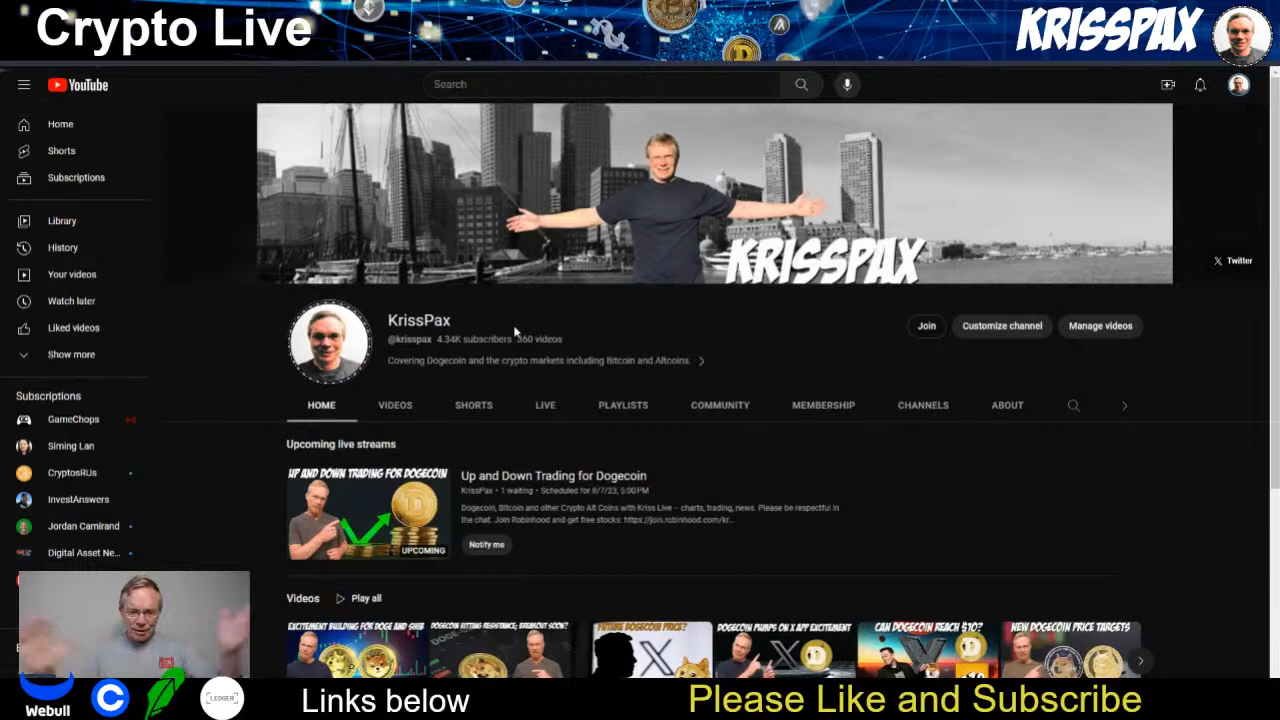 Crypto Live
KRISSPAX
YouTube
Search
Home
Shorts
Subscriptions
Library
History
Your videos
Watch later
Liked videos
Show more
Subscriptions
GameChops
Siming Lan
CryptosRUs
InvestAnswers
Jordan Camirand
Digital Asset Ne...
KRISSPAX
Twitter
KrissPax
@krisspax 4.34K subscribers 360 videos
Covering Dogecoin and the crypto markets including Bitcoin and Altcoins.
Join
Customize channel
Manage videos
HOME VIDEOS SHORTS LIVE PLAYLISTS COMMUNITY MEMBERSHIP CHANNELS ABOUT
Upcoming live streams
UP AND DOWN TRADING FOR DOGECOIN
UPCOMING
Up and Down Trading for Dogecoin
KrissPax • 1 waiting • Scheduled for 8/7/23, 5:00 PM
Dogecoin, Bitcoin and other Crypto Alt Coins with Kriss Live – charts, trading, news. Please be respectful in
the chat. Join Robinhood and get free stocks: https://join.robinhood.com/kr...
Notify me
Videos Play all
EXCITEMENT BUILDING FOR DOGE AND SHIB
DOGE HITTING RESISTANCE; BREAKOUT SOON?
FUTURE DOGECOIN PRICE?
DOGECOIN PUMPS ON X APP EXCITEMENT
CAN DOGECOIN REACH $10?
NEW DOGECOIN PRICE TARGETS
Webull
LEDGER
Links below
Please Like and Subscribe